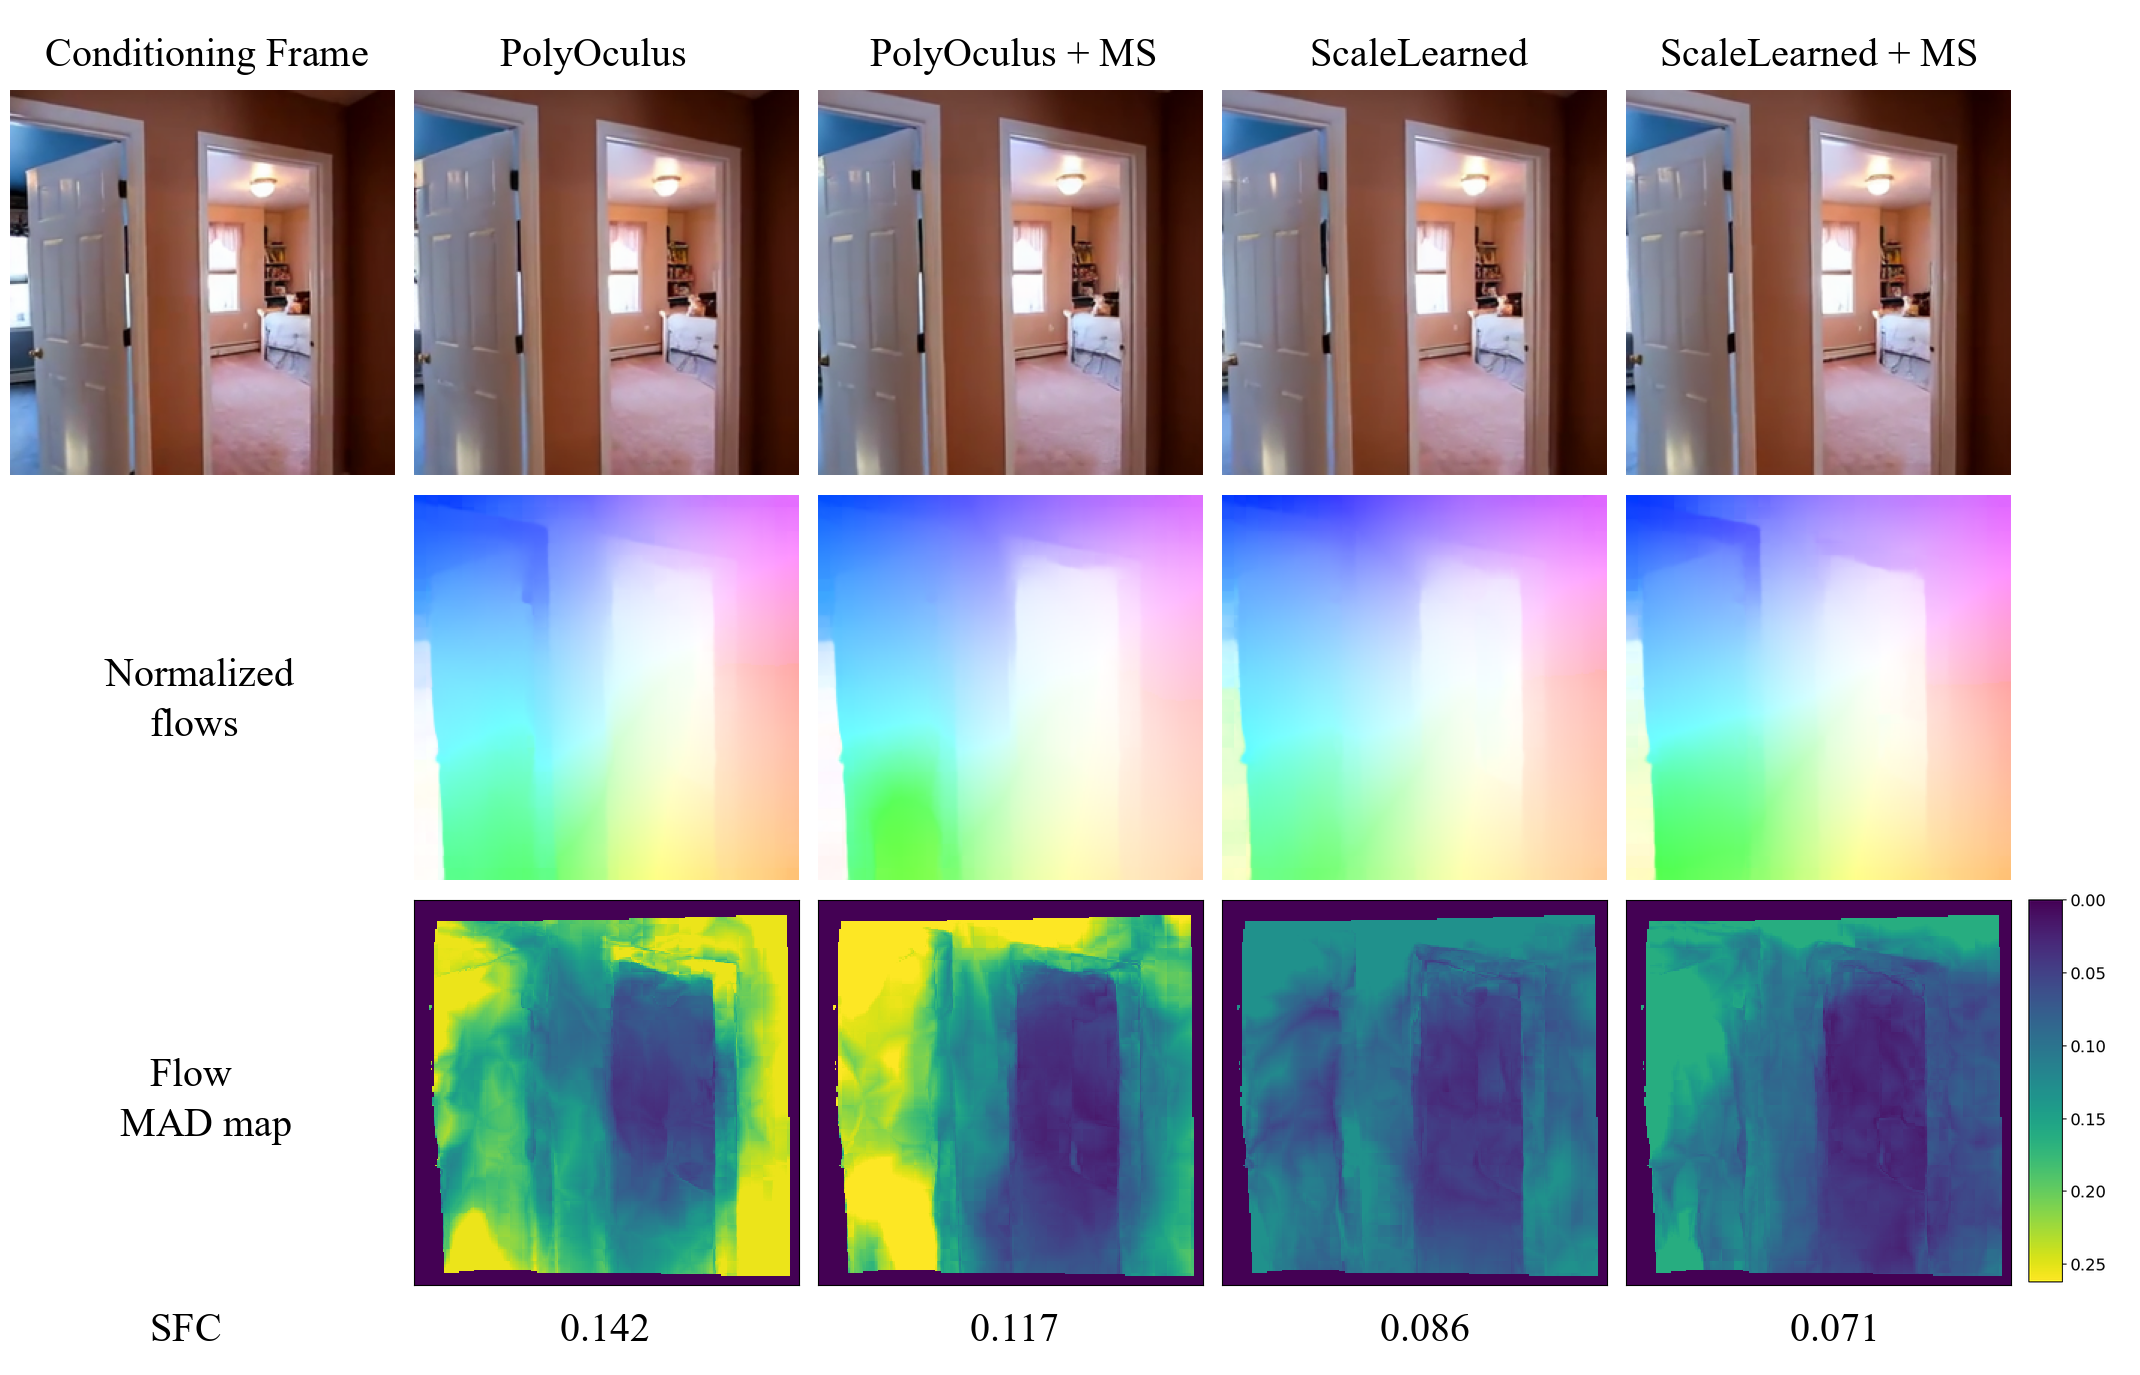 Conditioning Frame
PolyOculus
PolyOculus + MS
ScaleLearned
ScaleLearned + MS
Normalized
flows
Flow
MAD map
0.00
0.05
0.10
0.15
0.20
0.25
SFC
0.142
0.117
0.086
0.071